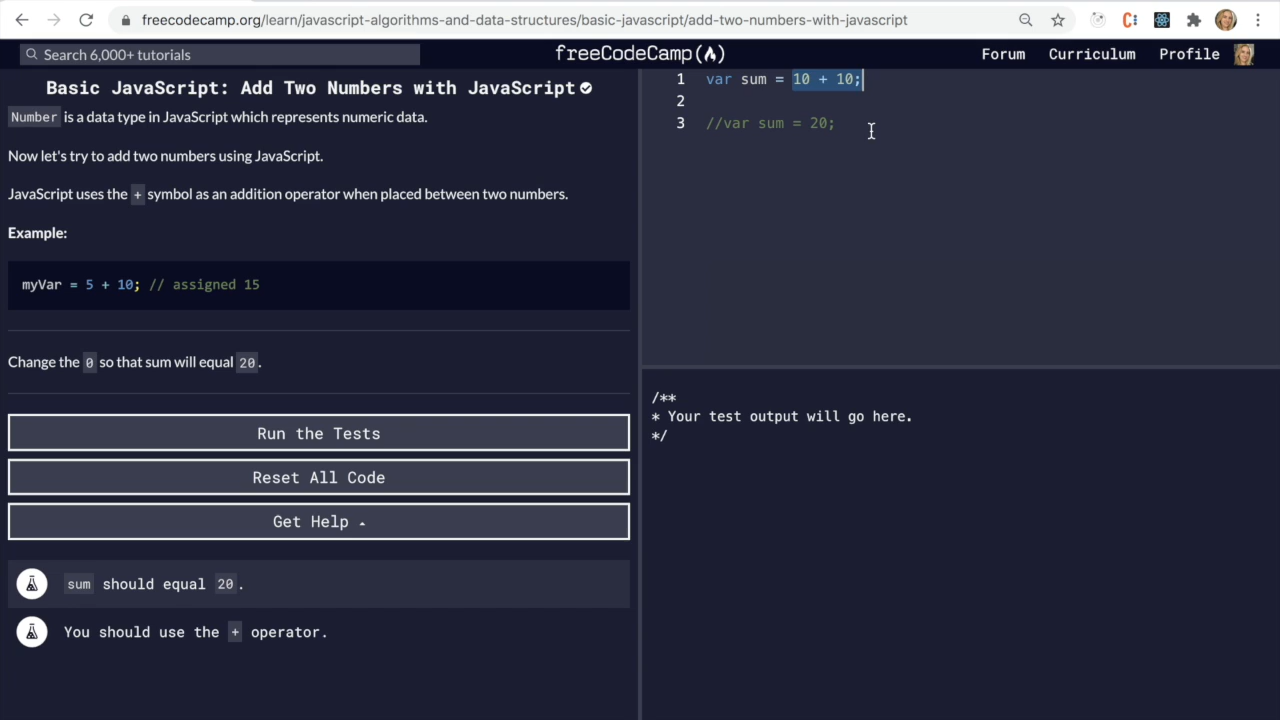 freecodecamp.org/learn/javascript-algorithms-and-data-structures/basic-javascript/add-two-numbers-with-javascript
Search 6,000+ tutorials
freeCodeCamp
Forum
Curriculum
Profile
Basic JavaScript: Add Two Numbers with JavaScript
Number is a data type in JavaScript which represents numeric data.
Now let's try to add two numbers using JavaScript.
JavaScript uses the + symbol as an addition operator when placed between two numbers.
Example:
myVar = 5 + 10; // assigned 15
Change the 0 so that sum will equal 20.
Run the Tests
Reset All Code
Get Help
sum should equal 20.
You should use the + operator.
1 var sum = 10 + 10;
2
3 //var sum = 20;
/**
* Your test output will go here.
*/